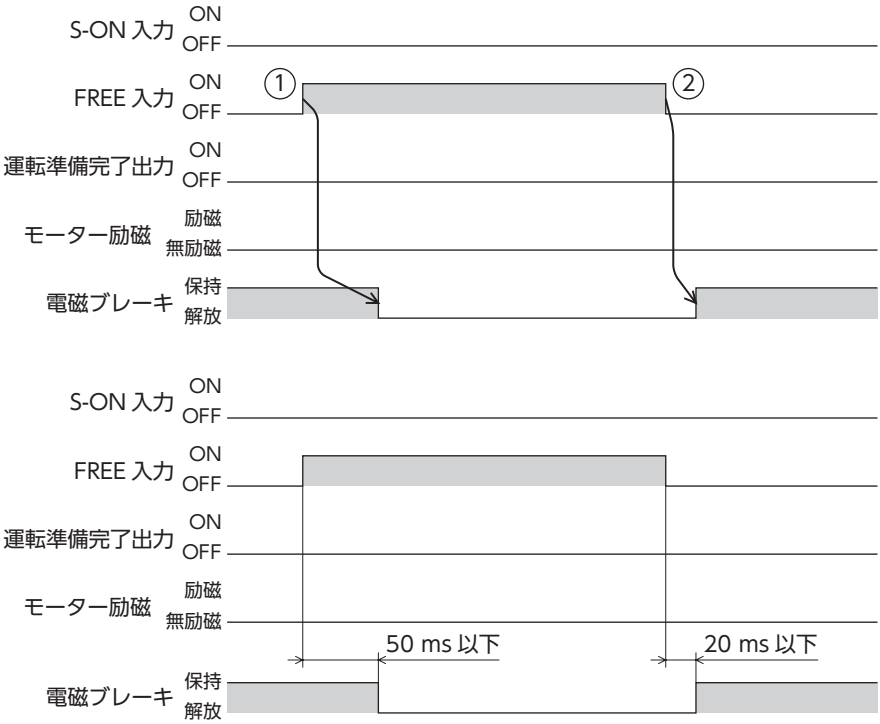 S-ON 入力 ON
OFF
FREE 入力 ON
OFF
① ②
運転準備完了出力 ON
OFF
モーター励磁 励磁
無励磁
電磁ブレーキ 保持
解放
S-ON 入力 ON
OFF
FREE 入力 ON
OFF
運転準備完了出力 ON
OFF
モーター励磁 励磁
無励磁
50 ms 以下 20 ms 以下
電磁ブレーキ 保持
解放